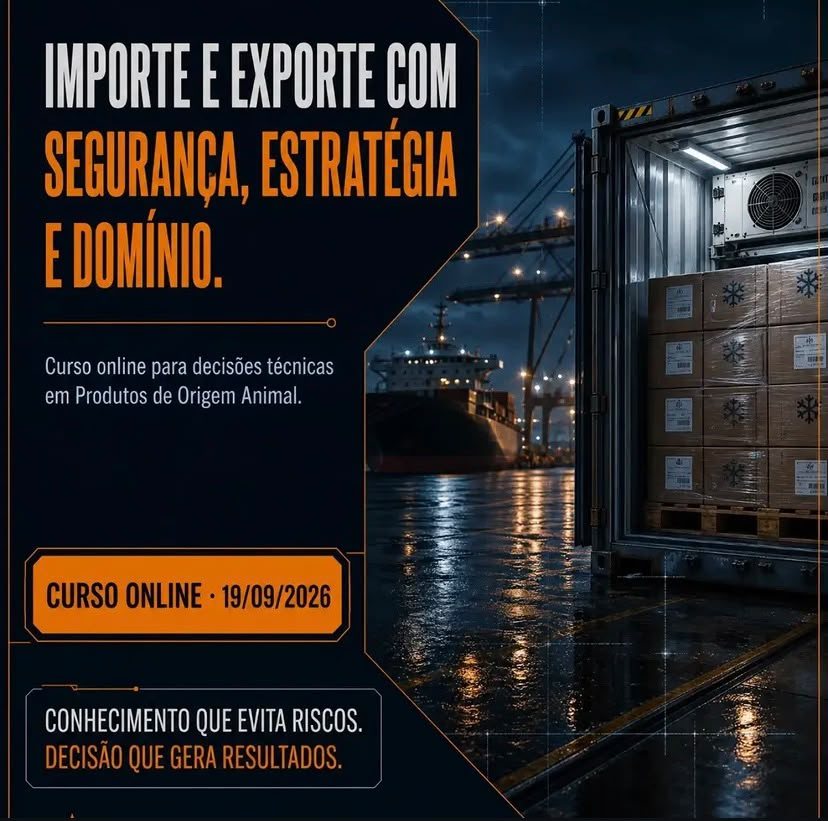 IMPORTE E EXPORTE COM
SEGURANÇA, ESTRATÉGIA
E DOMÍNIO.
Curso online para decisões técnicas
em Produtos de Origem Animal.
CURSO ONLINE · 19/09/2026
CONHECIMENTO QUE EVITA RISCOS.
DECISÃO QUE GERA RESULTADOS.